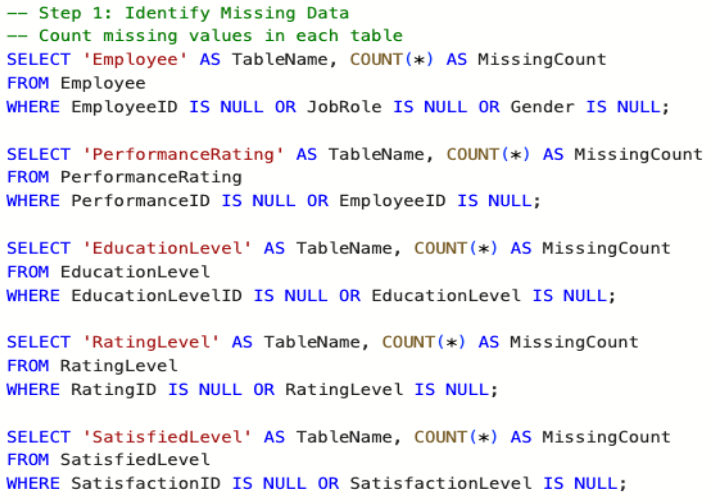 -- Step 1: Identify Missing Data
-- Count missing values in each table
SELECT 'Employee' AS TableName, COUNT(*) AS MissingCount
FROM Employee
WHERE EmployeeID IS NULL OR JobRole IS NULL OR Gender IS NULL;
SELECT 'PerformanceRating' AS TableName, COUNT(*) AS MissingCount
FROM PerformanceRating
WHERE PerformanceID IS NULL OR EmployeeID IS NULL;
SELECT 'EducationLevel' AS TableName, COUNT(*) AS MissingCount
FROM EducationLevel
WHERE EducationLevelID IS NULL OR EducationLevel IS NULL;
SELECT 'RatingLevel' AS TableName, COUNT(*) AS MissingCount
FROM RatingLevel
WHERE RatingID IS NULL OR RatingLevel IS NULL;
SELECT 'SatisfiedLevel' AS TableName, COUNT(*) AS MissingCount
FROM SatisfiedLevel
WHERE SatisfactionID IS NULL OR SatisfactionLevel IS NULL;